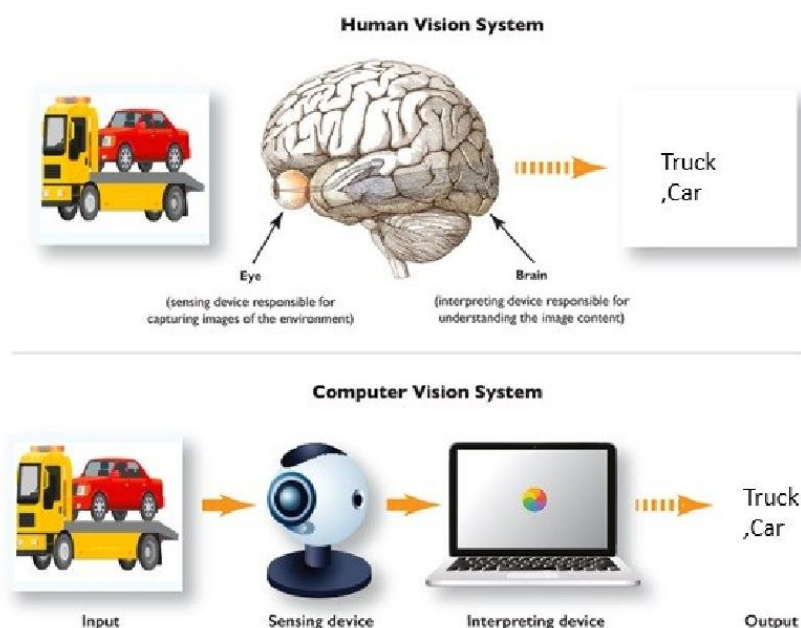 Human Vision System
Truck
,Car
Eye
(sensing device responsible for
capturing images of the environment)
Brain
(interpreting device responsible for
understanding the image content)
Computer Vision System
Truck
,Car
Input
Sensing device
Interpreting device
Output